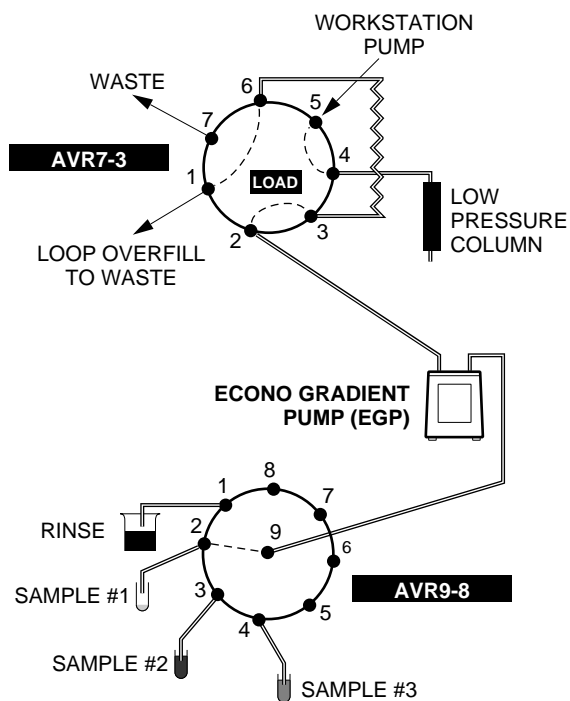 WORKSTATION
PUMP
WASTE
6
5
7
AVR7-3
4
1
LOAD
LOW
PRESSURE
COLUMN
3
2
LOOP OVERFILL
TO WASTE
ECONO GRADIENT
PUMP (EGP)
8
1
7
RINSE
2
9
6
SAMPLE #1
3
AVR9-8
5
4
SAMPLE #2
SAMPLE #3